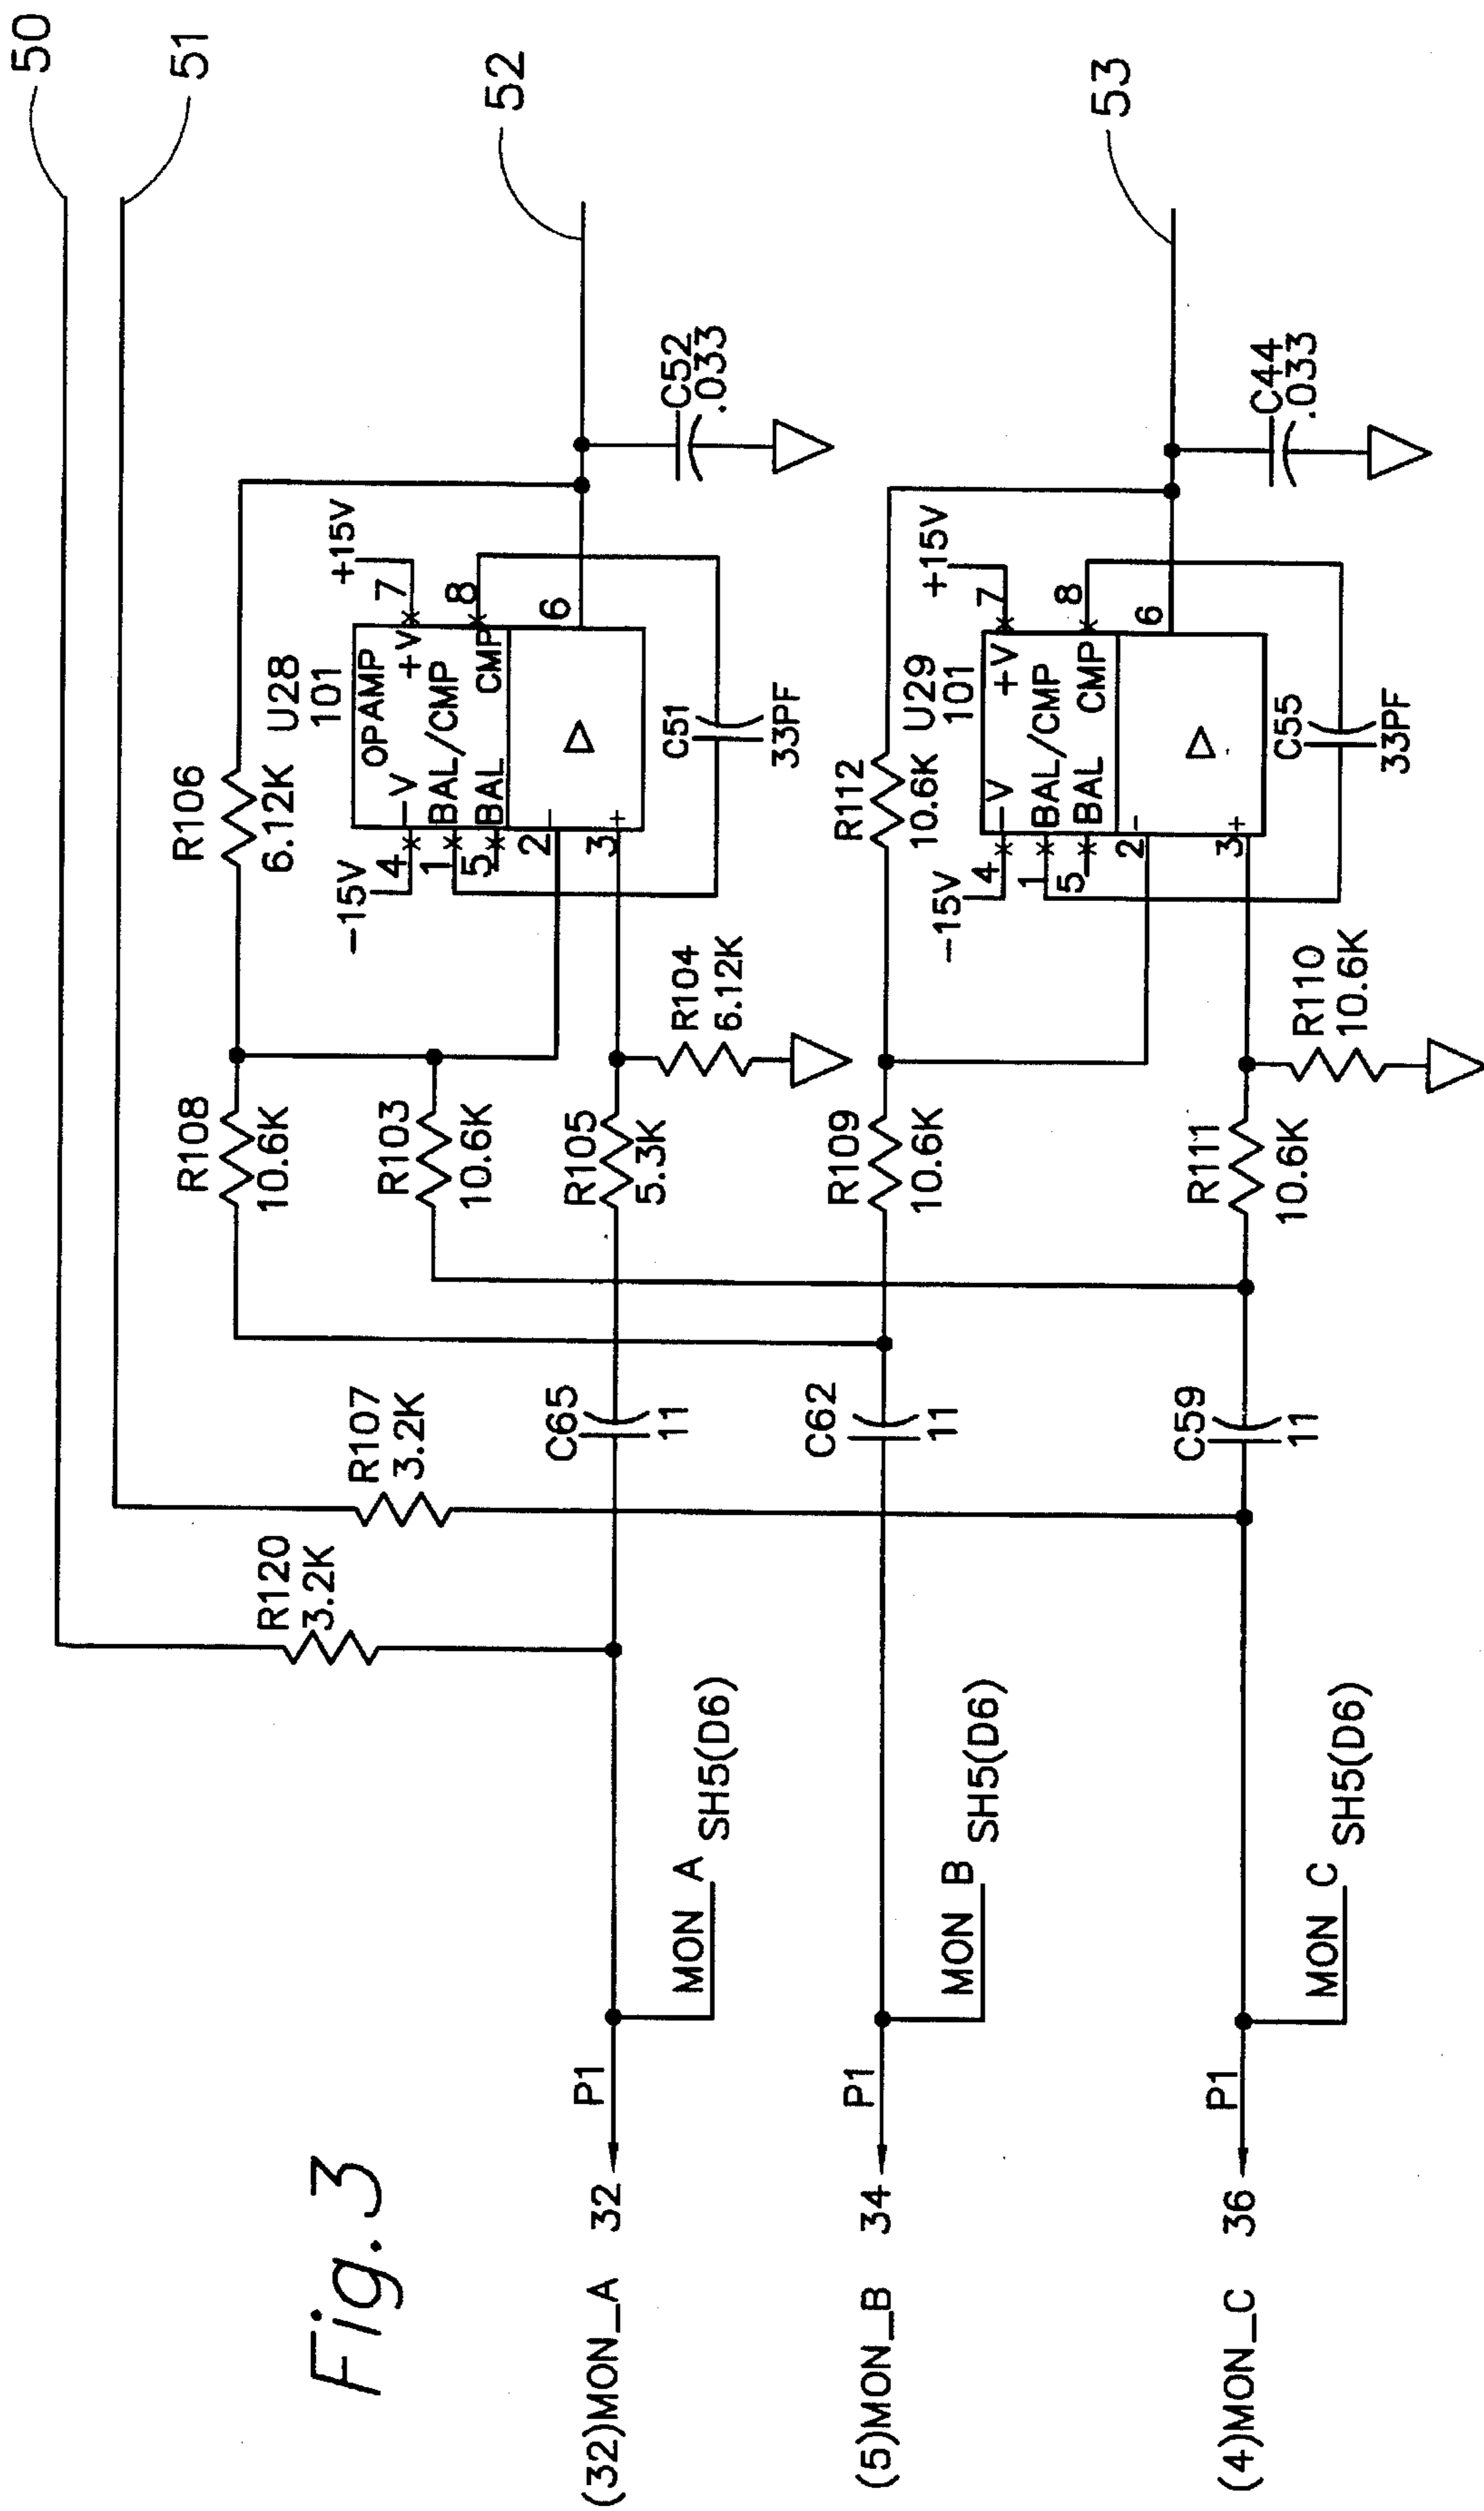 Fig. 3
50
51
52
53
R120
3.2K
R107
3.2K
R108
10.6K
R106
6.12K
R103
10.6K
U28
101
OPAMP
-15V
+15V
4
-V
+V
7
1
BAL/CMP
8
5
BAL
CMP
2
-
6
3
+
C51
33PF
C52
.033
(32)MON_A
32
P1
MON_A
SH5(D6)
C65
11
R105
5.3K
R104
6.12K
(5)MON_B
34
P1
MON_B
SH5(D6)
C62
11
R109
10.6K
R112
10.6K
U29
101
-15V
+15V
4
-V
+V
7
1
BAL/CMP
8
5
BAL
CMP
2
-
6
3
+
C55
33PF
C44
.033
(4)MON_C
36
P1
MON_C
SH5(D6)
C59
11
R111
10.6K
R110
10.6K